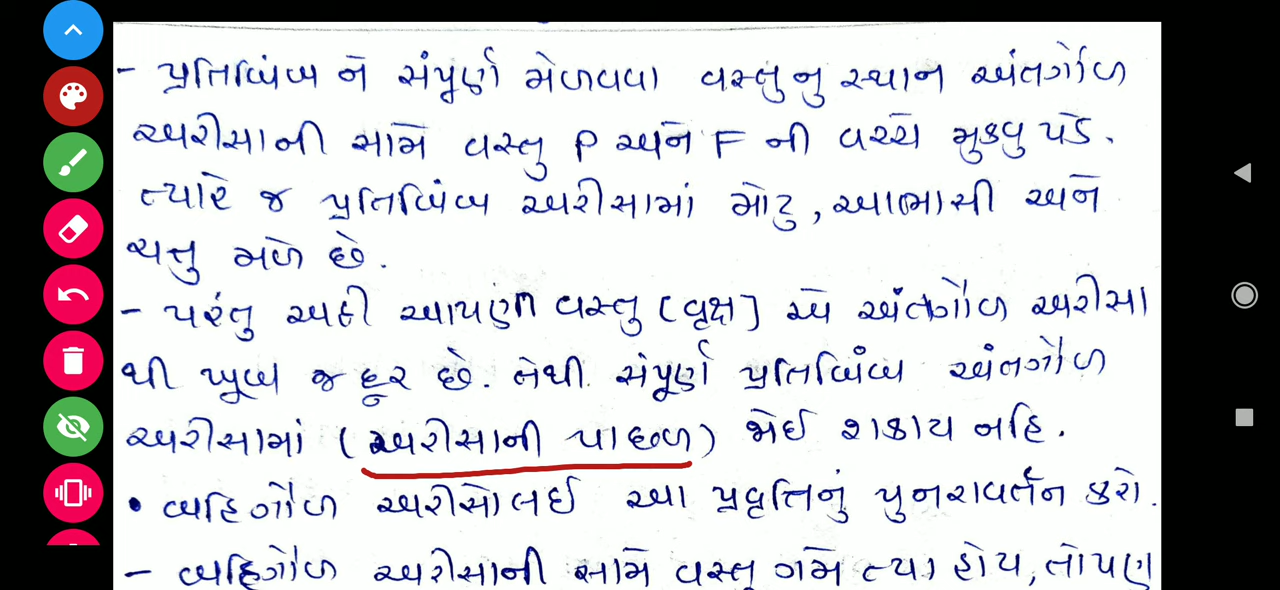 - પ્રતિબિંબ ને સંપૂર્ણ મેળવવા વસ્તુનુ સ્થાન અંતર્ગોળ
અરીસાની સામે વસ્તુ P અને F ની વચ્ચે મુકવુ પડે.
ત્યારે જ પ્રતિબિંબ અરીસામાં મોટુ, આભાસી અને
ચત્તુ મળે છે.
- પરંતુ અહી આપણી વસ્તુ [વૃક્ષ] એ અંતર્ગોળ અરીસા
થી ખૂબ જ દૂર છે. તેથી સંપૂર્ણ પ્રતિબિંબ અંતર્ગોળ
અરીસામાં (અરીસાની પાછળ) જોઈ શકાય નહિ.
• બહિર્ગોળ અરીસો લઈ આ પ્રવૃત્તિનું પુનરાવર્તન કરો.
- બહિર્ગોળ અરીસાની સામે વસ્તુ ગમે ત્યા હોય, તોપણ